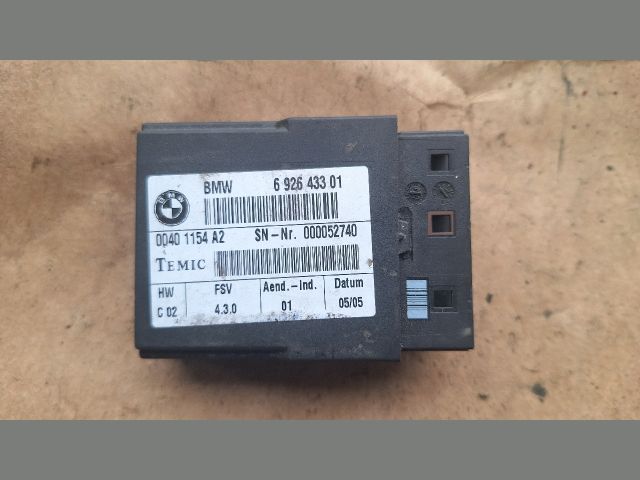 BMW
BMW 6 926 433 01
0040 1154 A2 SN-Nr. 000052740
TEMIC
HW FSV Aend.-Ind. Datum
C 02 4.3.0 01 05/05